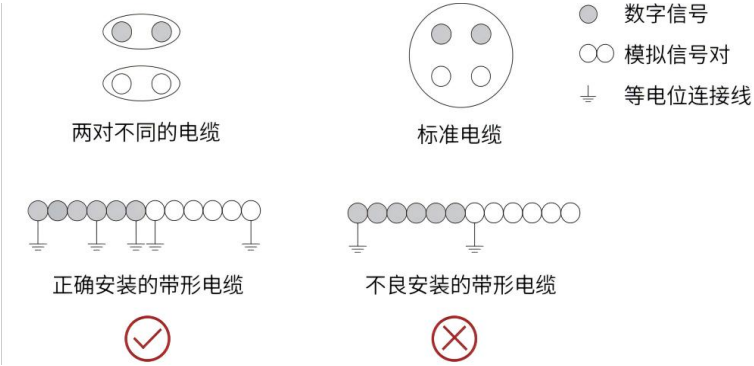 数字信号
模拟信号对
等电位连接线
两对不同的电缆
标准电缆
正确安装的带形电缆
不良安装的带形电缆